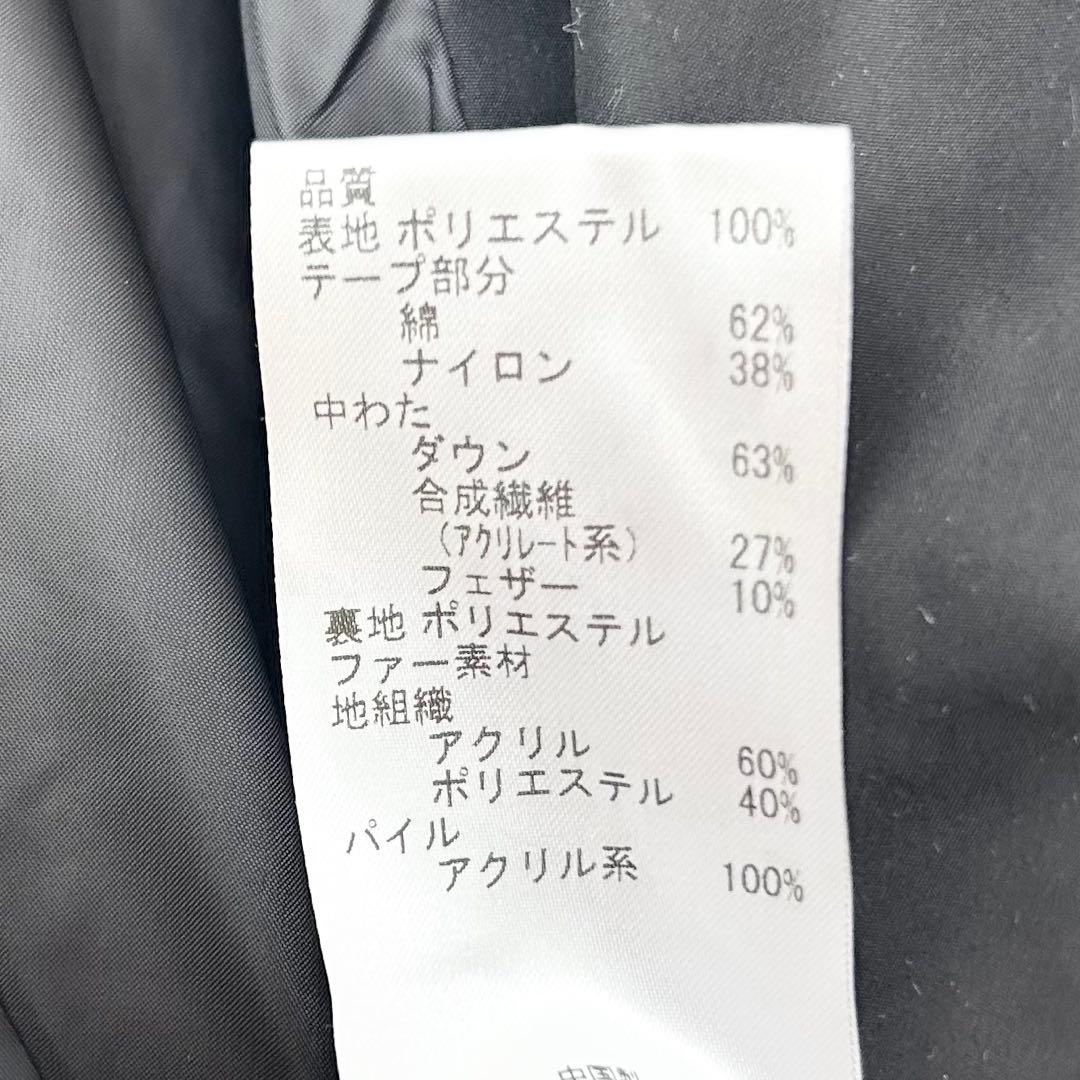 品質
表地 ポリエステル 100%
テープ部分
綿 62%
ナイロン 38%
中わた
ダウン 63%
合成繊維
(アクリレート系) 27%
フェザー 10%
裏地 ポリエステル
ファー素材
地組織
アクリル 60%
ポリエステル 40%
パイル
アクリル系 100%
中国製